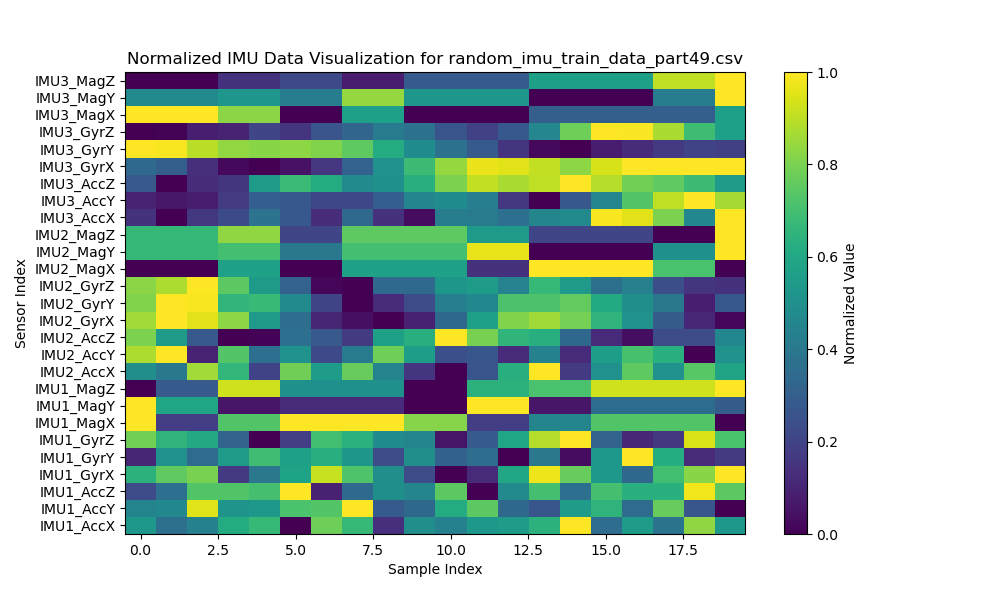 Normalized IMU Data Visualization for random_imu_train_data_part49.csv
IMU3_MagZ
IMU3_MagY
IMU3_MagX
IMU3_GyrZ
IMU3_GyrY
IMU3_GyrX
IMU3_AccZ
IMU3_AccY
IMU3_AccX
IMU2_MagZ
IMU2_MagY
IMU2_MagX
IMU2_GyrZ
IMU2_GyrY
IMU2_GyrX
IMU2_AccZ
IMU2_AccY
IMU2_AccX
IMU1_MagZ
IMU1_MagY
IMU1_MagX
IMU1_GyrZ
IMU1_GyrY
IMU1_GyrX
IMU1_AccZ
IMU1_AccY
IMU1_AccX
Sensor Index
0.0 2.5 5.0 7.5 10.0 12.5 15.0 17.5
Sample Index
1.0
0.8
0.6
0.4
0.2
0.0
Normalized Value